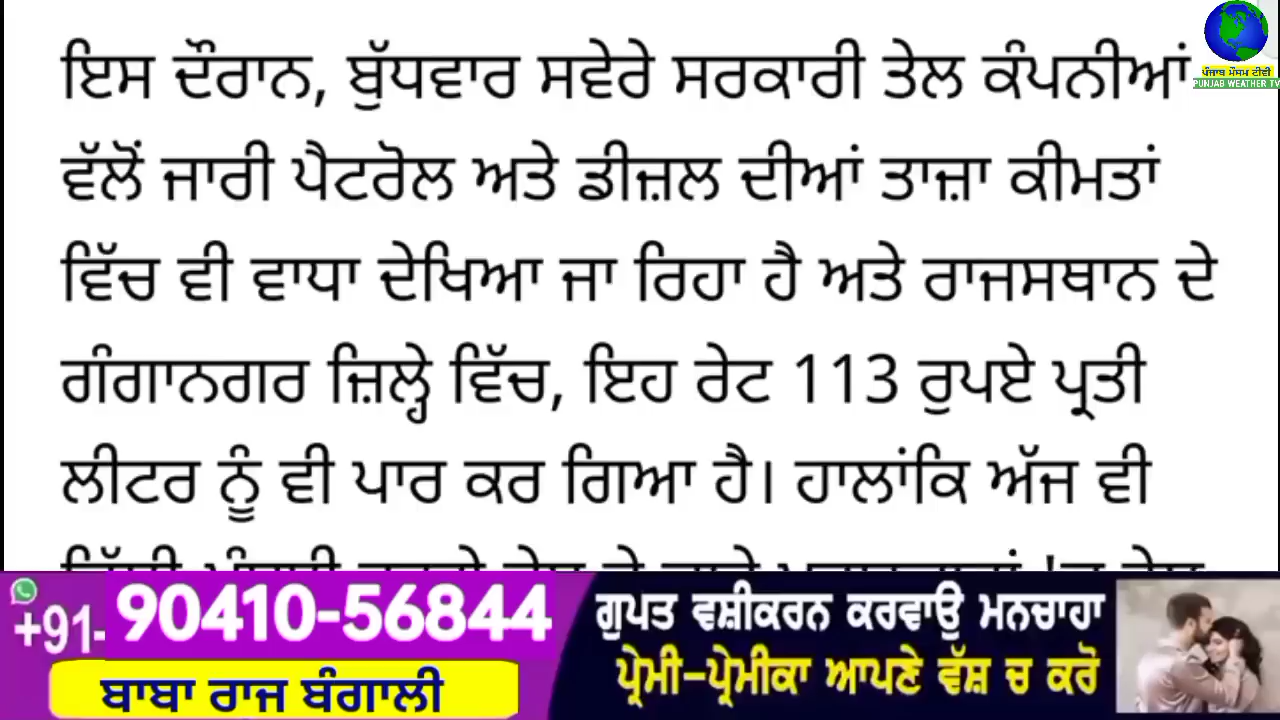 ਇਸ ਦੌਰਾਨ, ਬੁੱਧਵਾਰ ਸਵੇਰੇ ਸਰਕਾਰੀ ਤੇਲ ਕੰਪਨੀਆਂ
ਵੱਲੋਂ ਜਾਰੀ ਪੈਟਰੋਲ ਅਤੇ ਡੀਜ਼ਲ ਦੀਆਂ ਤਾਜ਼ਾ ਕੀਮਤਾਂ
ਵਿੱਚ ਵੀ ਵਾਧਾ ਦੇਖਿਆ ਜਾ ਰਿਹਾ ਹੈ ਅਤੇ ਰਾਜਸਥਾਨ ਦੇ
ਗੰਗਾਨਗਰ ਜ਼ਿਲ੍ਹੇ ਵਿੱਚ, ਇਹ ਰੇਟ 113 ਰੁਪਏ ਪ੍ਰਤੀ
ਲੀਟਰ ਨੂੰ ਵੀ ਪਾਰ ਕਰ ਗਿਆ ਹੈ। ਹਾਲਾਂਕਿ ਅੱਜ ਵੀ
ਪੰਜਾਬ ਮੌਸਮ ਟੀਵੀ
PUNJAB WEATHER TV
+91-90410-56844
ਬਾਬਾ ਰਾਜ ਬੰਗਾਲੀ
ਗੁਪਤ ਵਸ਼ੀਕਰਨ ਕਰਵਾਉ ਮਨਚਾਹਾ
ਪ੍ਰੇਮੀ-ਪ੍ਰੇਮੀਕਾ ਆਪਣੇ ਵੱਸ਼ ਚ ਕਰੋ